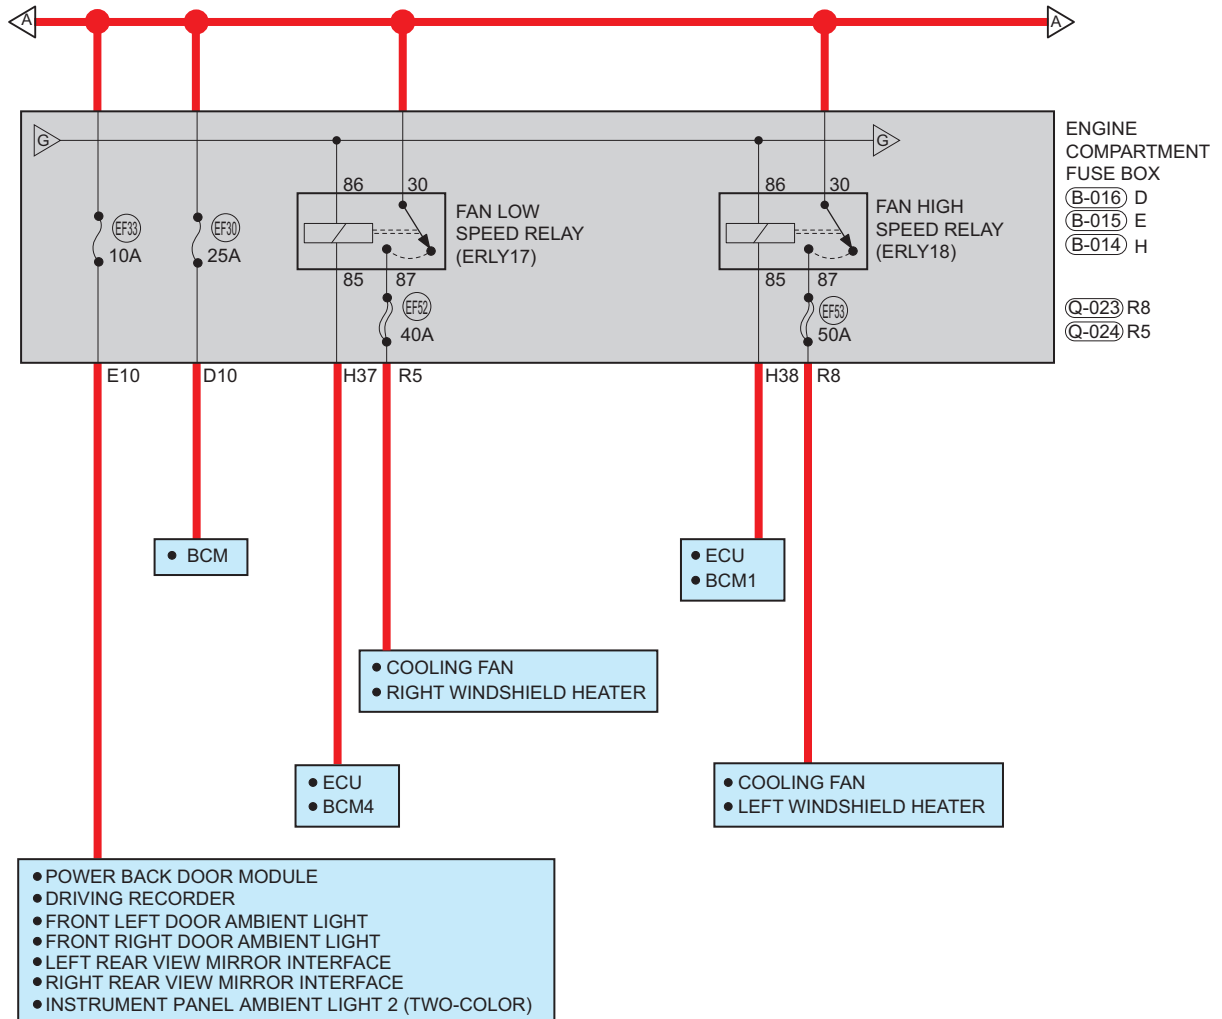 A
A
G
G
86
30
86
30
FAN LOW
SPEED RELAY
(ERLY17)
FAN HIGH
SPEED RELAY
(ERLY18)
ENGINE
COMPARTMENT
FUSE BOX
B-016 D
B-015 E
B-014 H
Q-023 R8
Q-024 R5
EF33
10A
EF30
25A
85
87
85
87
EF52
40A
EF53
50A
E10
D10
H37
R5
H38
R8
• BCM
• ECU
• BCM1
• COOLING FAN
• RIGHT WINDSHIELD HEATER
• ECU
• BCM4
• COOLING FAN
• LEFT WINDSHIELD HEATER
• POWER BACK DOOR MODULE
• DRIVING RECORDER
• FRONT LEFT DOOR AMBIENT LIGHT
• FRONT RIGHT DOOR AMBIENT LIGHT
• LEFT REAR VIEW MIRROR INTERFACE
• RIGHT REAR VIEW MIRROR INTERFACE
• INSTRUMENT PANEL AMBIENT LIGHT 2 (TWO-COLOR)